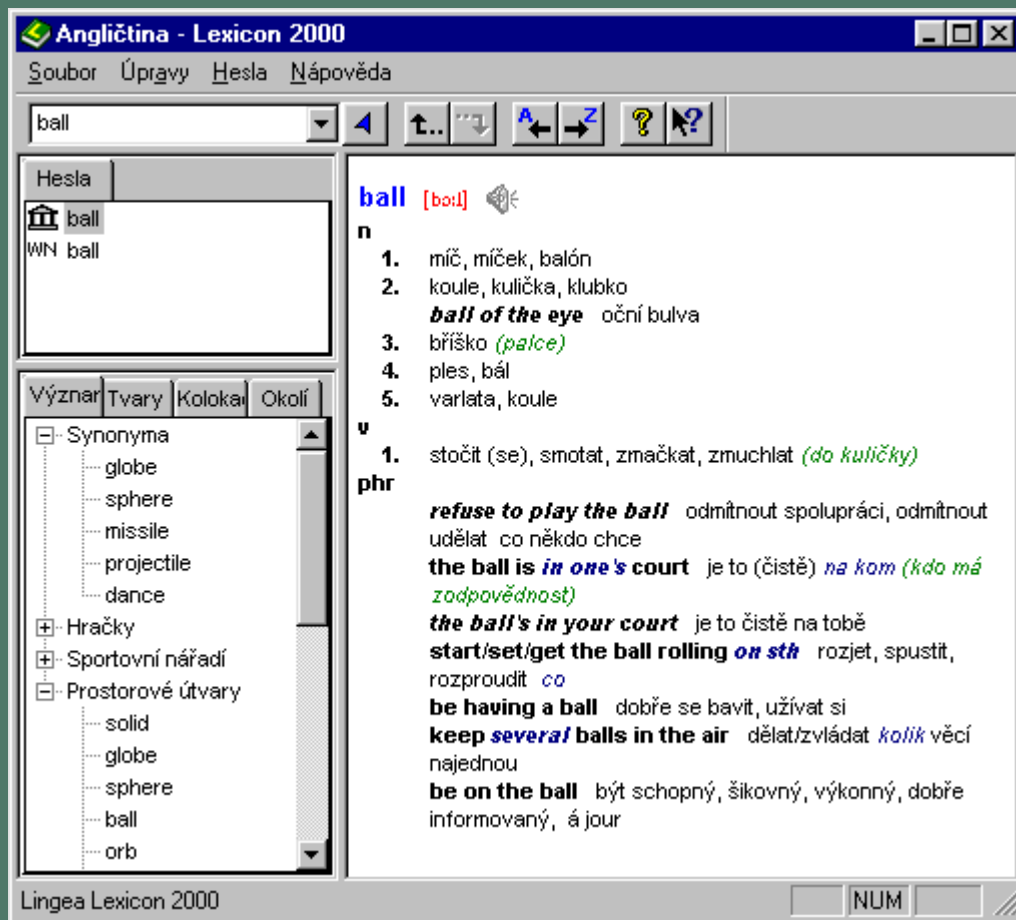 Angličtina - Lexicon 2000
Soubor Úpravy Hesla Nápověda
ball
A Z
Hesla
ball
WN ball
Význam Tvary Koloka Okolí
Synonyma
globe
sphere
missile
projectile
dance
Hračky
Sportovní nářadí
Prostorové útvary
solid
globe
sphere
ball
orb
ball [bo:l]
n
1. míč, míček, balón
2. koule, kulička, klubko
ball of the eye oční bulva
3. bříško (palce)
4. ples, bál
5. varlata, koule
v
1. stočit (se), smotat, zmačkat, zmuchlat (do kuličky)
phr
refuse to play the ball odmítnout spolupráci, odmítnout
udělat co někdo chce
the ball is in one's court je to (čistě) na kom (kdo má
zodpovědnost)
the ball's in your court je to čistě na tobě
start/set/get the ball rolling on sth rozjet, spustit,
rozproudit co
be having a ball dobře se bavit, užívat si
keep several balls in the air dělat/zvládat kolik věcí
najednou
be on the ball být schopný, šikovný, výkonný, dobře
informovaný, á jour
Lingea Lexicon 2000
NUM